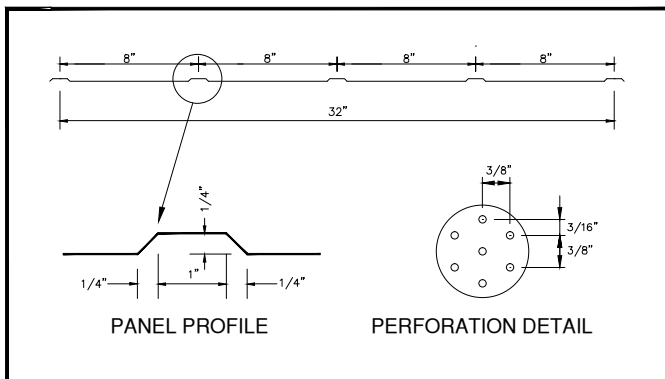 8" 8" 8" 8"
32"
1/4"
1/4" 1" 1/4"
PANEL PROFILE
3/8"
3/16"
3/8"
PERFORATION DETAIL